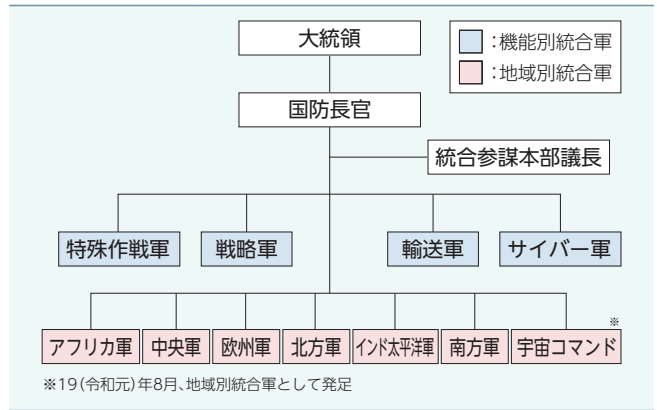 大統領
:機能別統合軍
:地域別統合軍
国防長官
統合参謀本部議長
特殊作戦軍 戦略軍 輸送軍 サイバー軍
※
アフリカ軍 中央軍 欧州軍 北方軍 インド太平洋軍 南方軍 宇宙コマンド
※19(令和元)年8月、地域別統合軍として発足